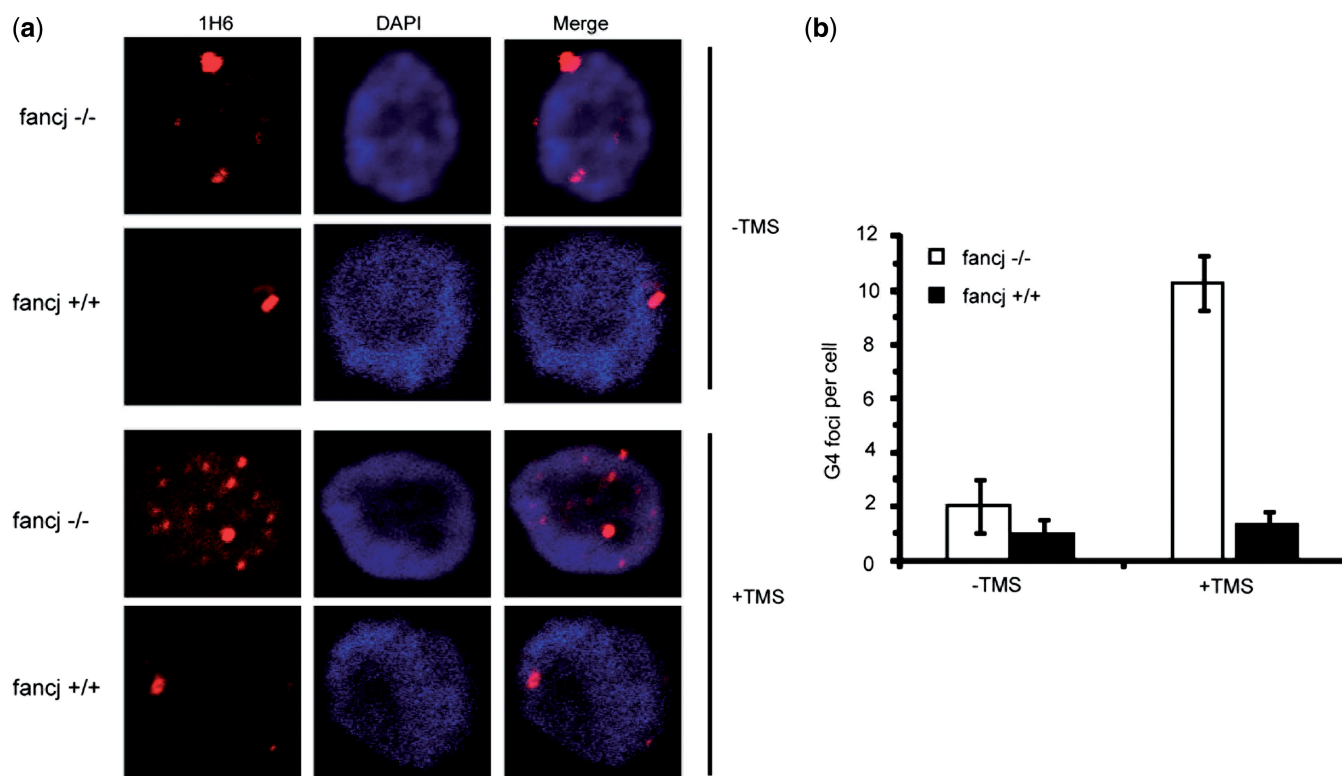 (a)
1H6 DAPI Merge
fancj -/-
fancj +/+
-TMS
fancj -/-
fancj +/+
+TMS
(b)
G4 foci per cell
12
10
8
6
4
2
0
fancj -/-
fancj +/+
-TMS +TMS